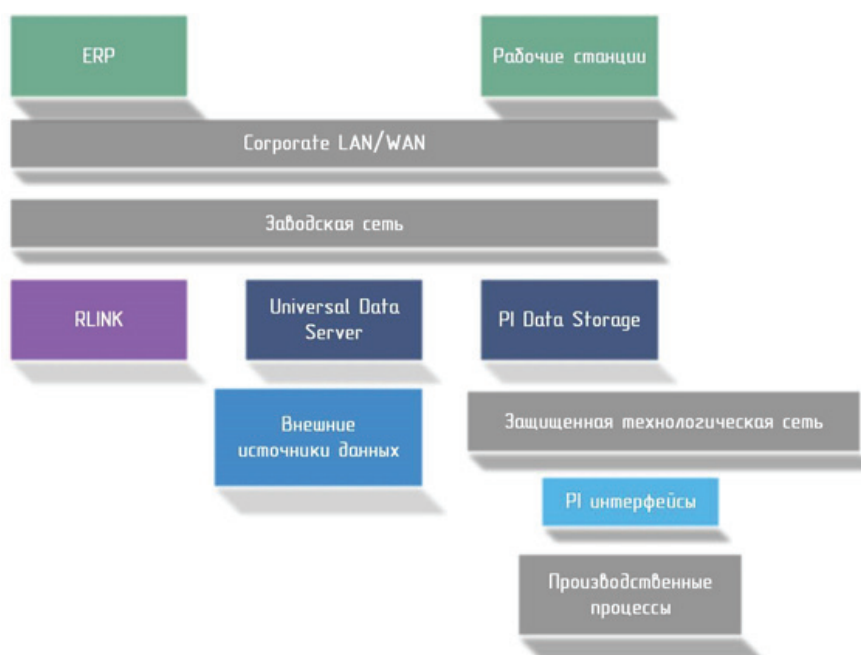 ERP
Рабочие станции
Corporate LAN/WAN
Заводская сеть
RLINK
Universal Data
Server
PI Data Storage
Внешние
источники данных
Защищенная технологическая сеть
PI интерфейсы
Производственные
процессы